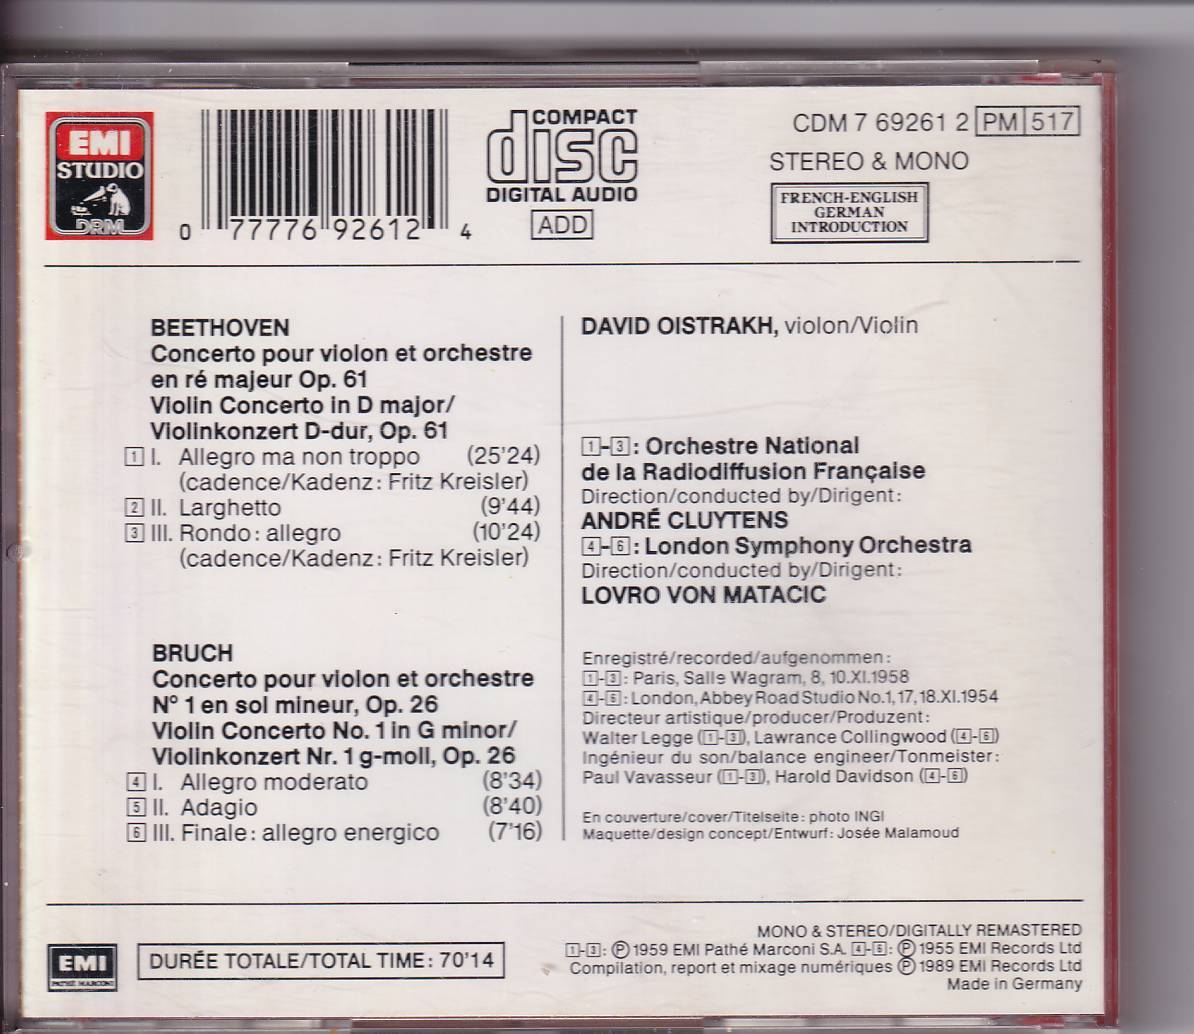 EMI
STUDIO
DRM
0 77776 92612 4
COMPACT
disc
DIGITAL AUDIO
ADD
CDM 7 69261 2 PM 517
STEREO & MONO
FRENCH-ENGLISH
GERMAN
INTRODUCTION
BEETHOVEN
Concerto pour violon et orchestre
en ré majeur Op. 61
Violin Concerto in D major/
Violinkonzert D-dur, Op. 61
1 I. Allegro ma non troppo (25'24)
(cadence/Kadenz: Fritz Kreisler)
2 II. Larghetto (9'44)
3 III. Rondo: allegro (10'24)
(cadence/Kadenz: Fritz Kreisler)
BRUCH
Concerto pour violon et orchestre
Nº 1 en sol mineur, Op. 26
Violin Concerto No. 1 in G minor/
Violinkonzert Nr. 1 g-moll, Op. 26
4 I. Allegro moderato (8'34)
5 II. Adagio (8'40)
6 III. Finale: allegro energico (7'16)
DAVID OISTRAKH, violon/Violin
1-3: Orchestre National
de la Radiodiffusion Française
Direction/conducted by/Dirigent:
ANDRÉ CLUYTENS
4-6: London Symphony Orchestra
Direction/conducted by/Dirigent:
LOVRO VON MATACIC
Enregistré/recorded/aufgenommen:
1-3: Paris, Salle Wagram, 8, 10.XI.1958
4-6: London, Abbey Road Studio No.1, 17, 18.XI.1954
Directeur artistique/producer/Produzent:
Walter Legge (1-3), Lawrance Collingwood (4-6)
Ingénieur du son/balance engineer/Tonmeister:
Paul Vavasseur (1-3), Harold Davidson (4-6)
En couverture/cover/Titelseite: photo INGI
Maquette/design concept/Entwurf: Josée Malamoud
EMI
PATHÉ MARCONI
DURÉE TOTALE/TOTAL TIME: 70'14
MONO & STEREO/DIGITALLY REMASTERED
1-3: ℗ 1959 EMI Pathé Marconi S.A. 4-6: ℗ 1955 EMI Records Ltd
Compilation, report et mixage numériques ℗ 1989 EMI Records Ltd
Made in Germany